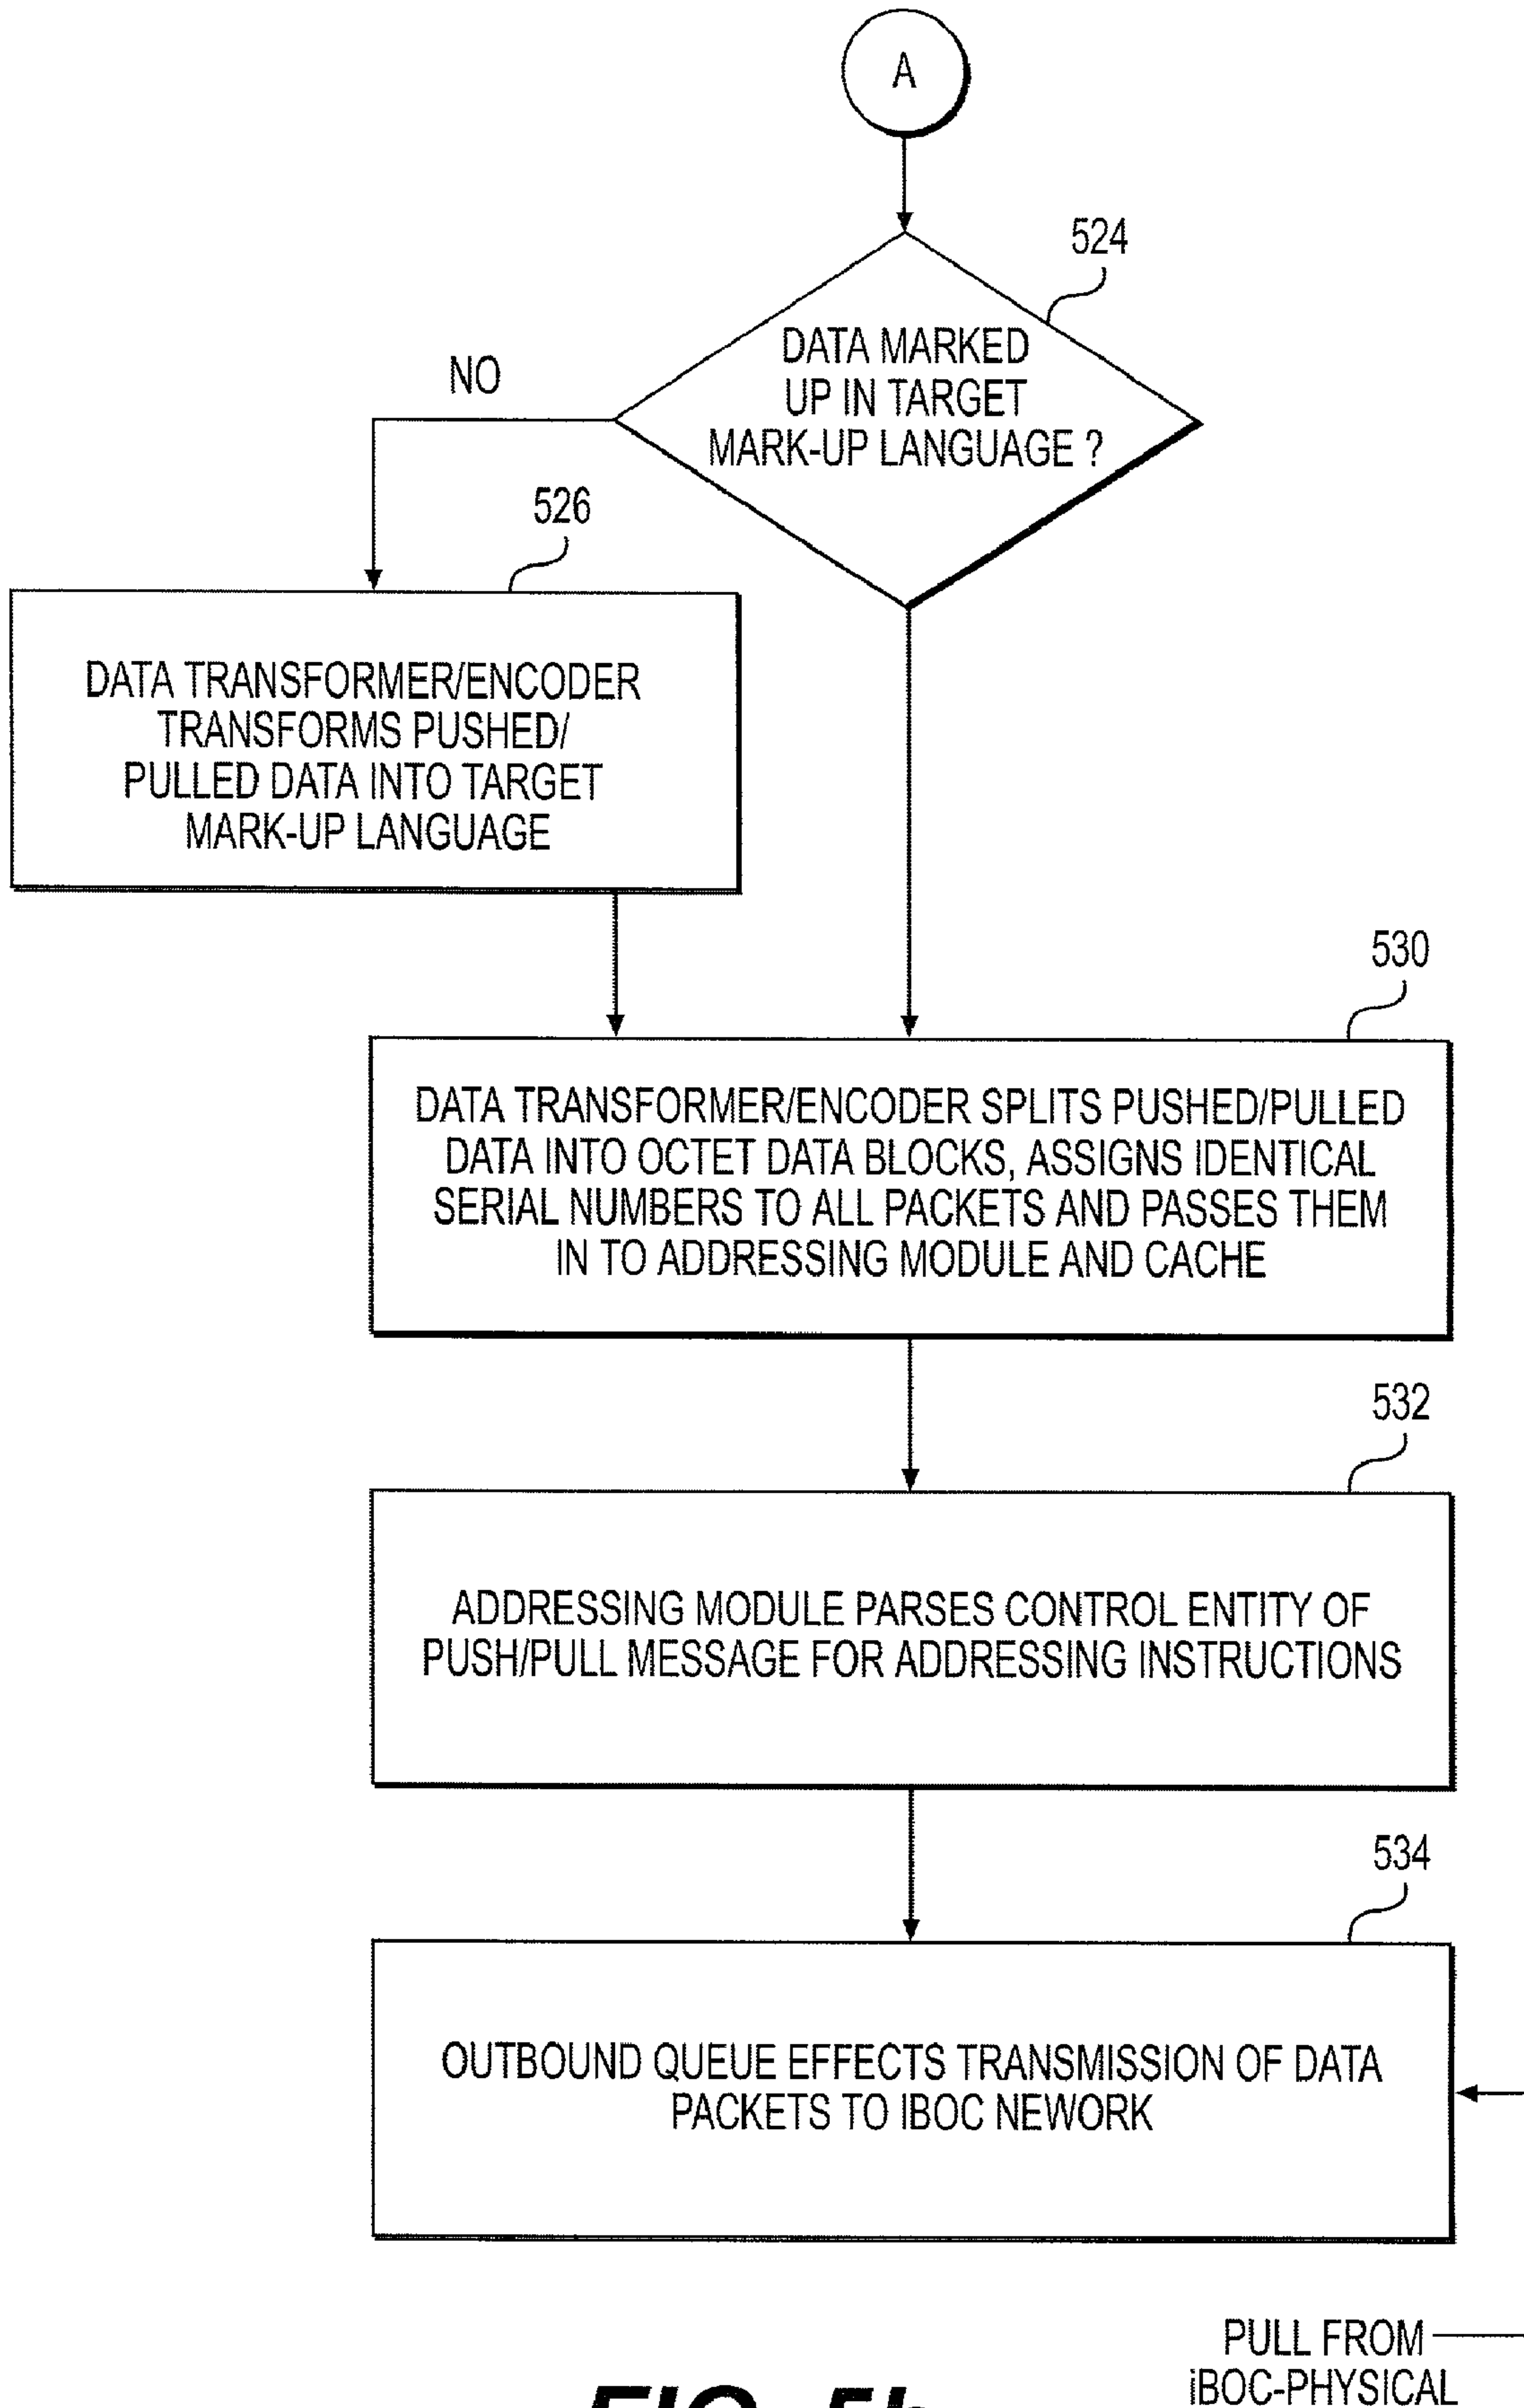 A
524
DATA MARKED
UP IN TARGET
MARK-UP LANGUAGE ?
NO
526
DATA TRANSFORMER/ENCODER
TRANSFORMS PUSHED/
PULLED DATA INTO TARGET
MARK-UP LANGUAGE
530
DATA TRANSFORMER/ENCODER SPLITS PUSHED/PULLED
DATA INTO OCTET DATA BLOCKS, ASSIGNS IDENTICAL
SERIAL NUMBERS TO ALL PACKETS AND PASSES THEM
IN TO ADDRESSING MODULE AND CACHE
532
ADDRESSING MODULE PARSES CONTROL ENTITY OF
PUSH/PULL MESSAGE FOR ADDRESSING INSTRUCTIONS
534
OUTBOUND QUEUE EFFECTS TRANSMISSION OF DATA
PACKETS TO IBOC NEWORK
PULL FROM
iBOC-PHYSICAL
FIG. 5b